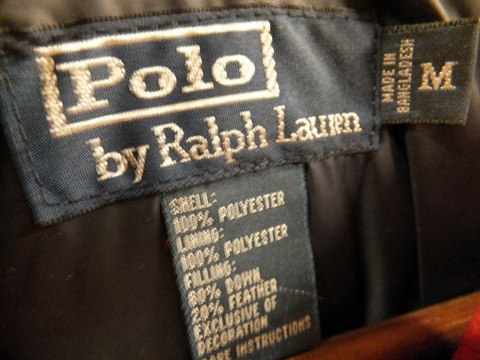 Polo
by Ralph Lauren
MADE IN
BANGLADESH
M
SHELL:
100% POLYESTER
LINING:
100% POLYESTER
FILLING:
80% DOWN
20% FEATHER
EXCLUSIVE OF
DECORATION
INSTRUCTIONS